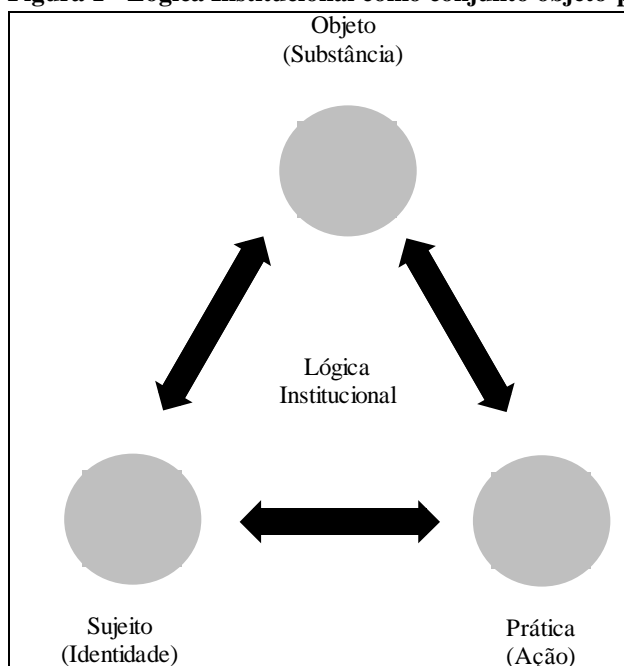 Figura 1 - Lógica Institucional como conjunto objeto-p
Objeto
(Substância)
Lógica
Institucional
Sujeito
(Identidade)
Prática
(Ação)